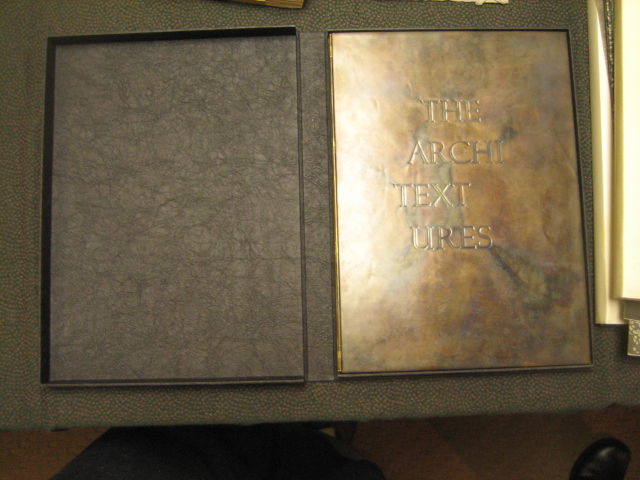 THE
ARCHI
TEXT
URES